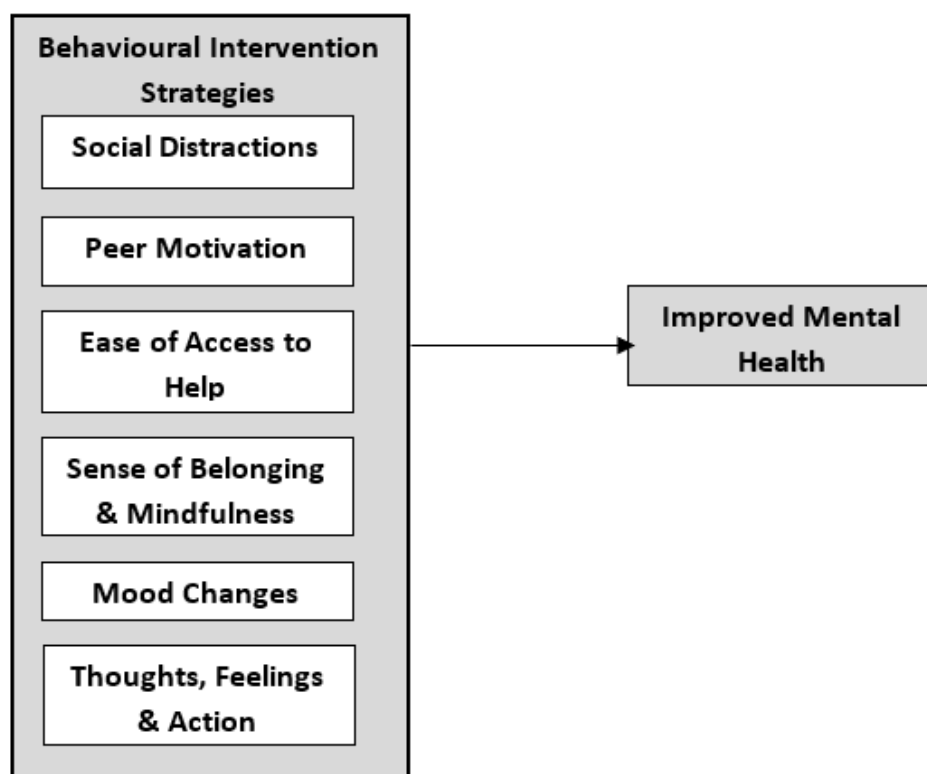 Behavioural Intervention
Strategies
Social Distractions
Peer Motivation
Ease of Access to
Help
Sense of Belonging
& Mindfulness
Mood Changes
Thoughts, Feelings
& Action
Improved Mental
Health